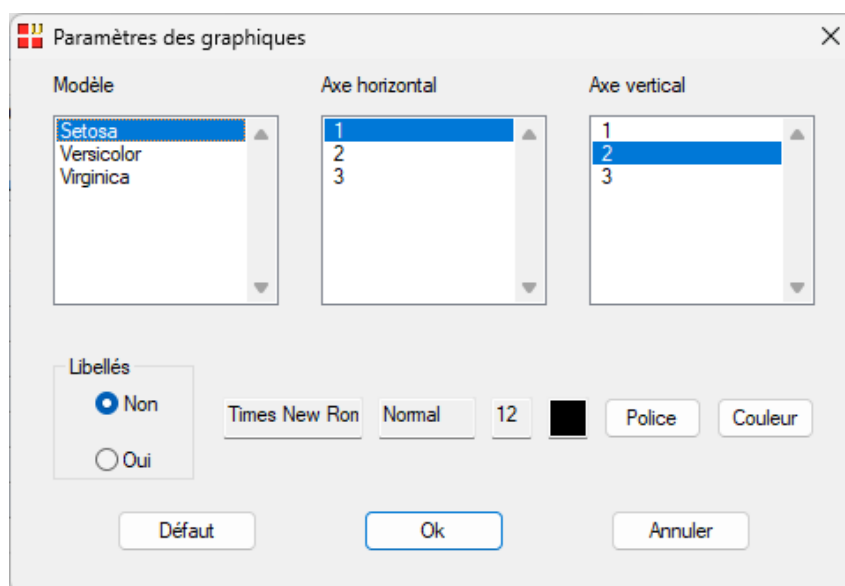 Paramètres des graphiques
Modèle Axe horizontal Axe vertical
Setosa 1 1
Versicolor 2 2
Virginica 3 3
Libellés
Non
Times New Ron Normal 12 Police Couleur
Oui
Défaut Ok Annuler